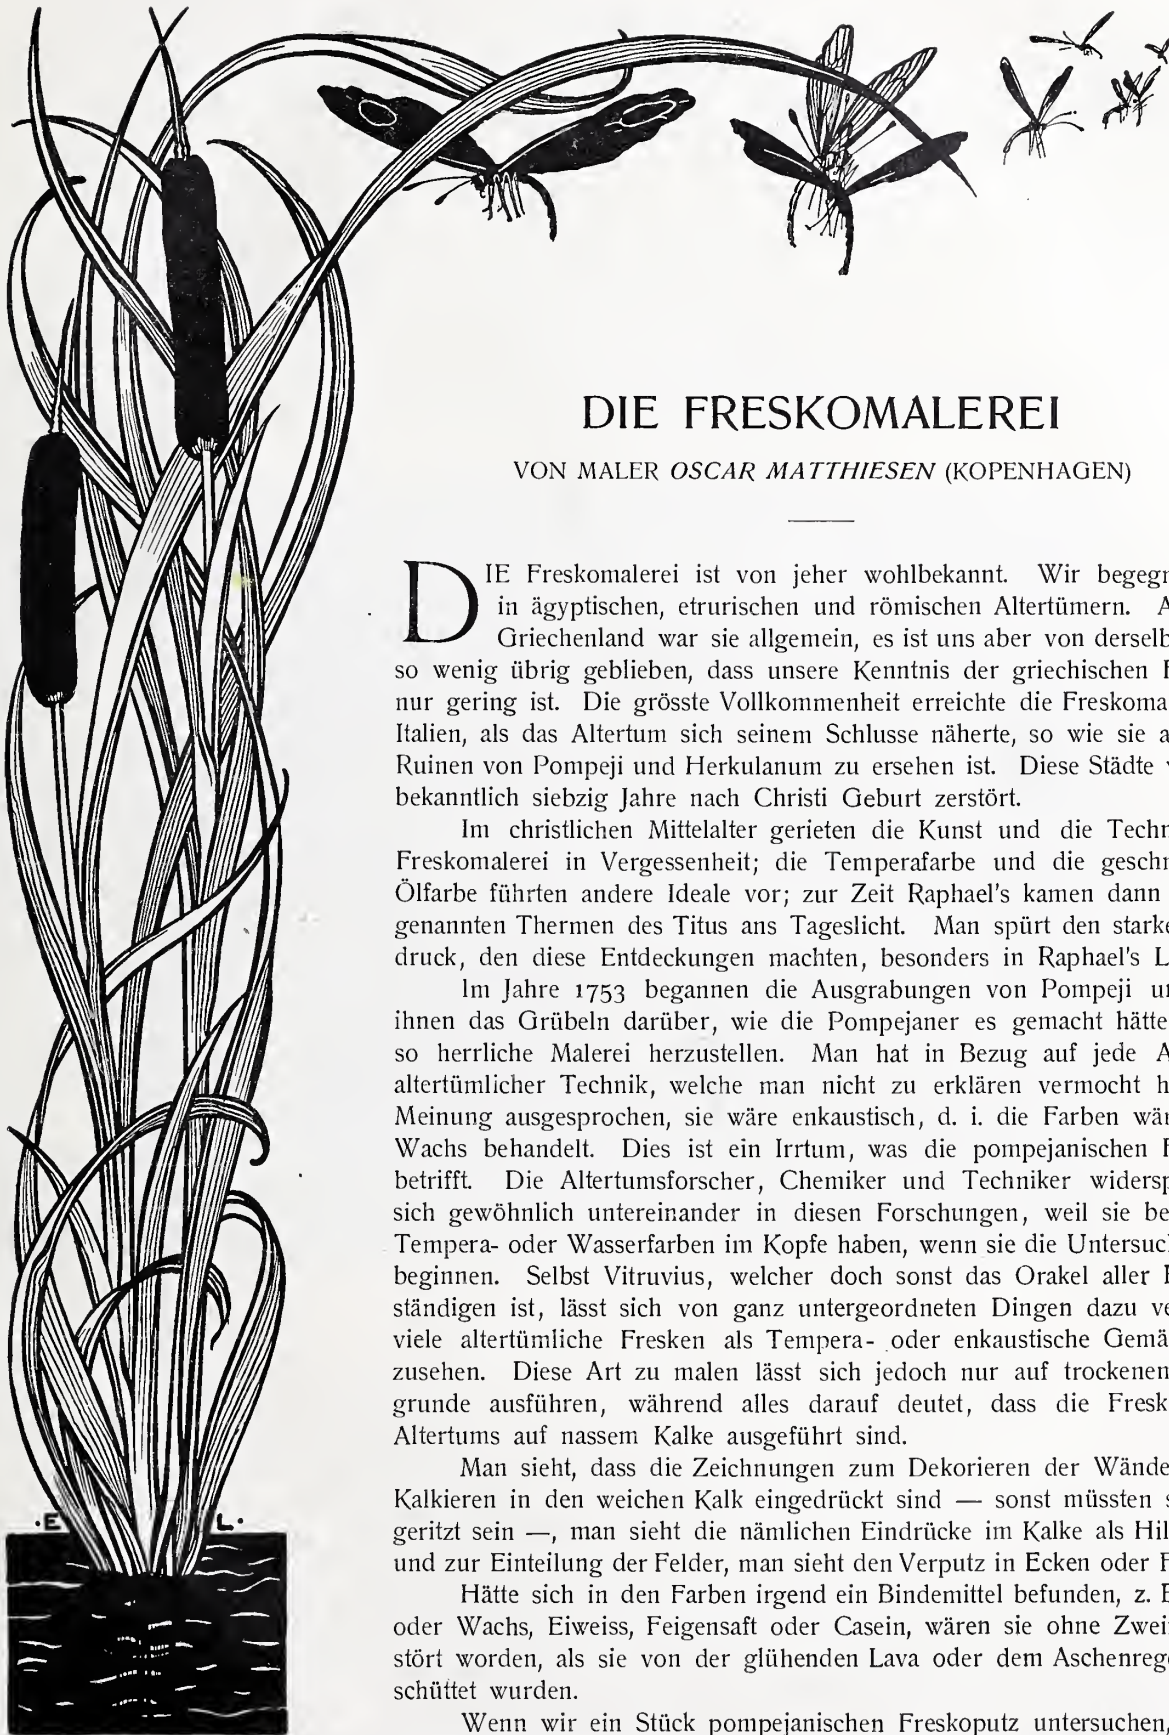 DIE FRESKOMALEREI
VON MALER OSCAR MATTHIESEN (KOPENHAGEN)
DIE Freskomalerei ist von jeher wohlbekannt. Wir begegn
in ägyptischen, etrurischen und römischen Altertümern. A
Griechenland war sie allgemein, es ist uns aber von derselb
so wenig übrig geblieben, dass unsere Kenntnis der griechischen
nur gering ist. Die grösste Vollkommenheit erreichte die Freskoma
Italien, als das Altertum sich seinem Schlusse näherte, so wie sie a
Ruinen von Pompeji und Herkulanum zu ersehen ist. Diese Städte
bekanntlich siebzig Jahre nach Christi Geburt zerstört.
Im christlichen Mittelalter gerieten die Kunst und die Techn
Freskomalerei in Vergessenheit; die Temperafarbe und die geschm
Ölfarbe führten andere Ideale vor; zur Zeit Raphael's kamen dann
genannten Thermen des Titus ans Tageslicht. Man spürt den starke
druck, den diese Entdeckungen machten, besonders in Raphael's L
Im Jahre 1753 begannen die Ausgrabungen von Pompeji un
ihnen das Grübeln darüber, wie die Pompejaner es gemacht hätte
so herrliche Malerei herzustellen. Man hat in Bezug auf jede A
altertümlicher Technik, welche man nicht zu erklären vermocht h
Meinung ausgesprochen, sie wäre enkaustisch, d. i. die Farben wär
Wachs behandelt. Dies ist ein Irrtum, was die pompejanischen F
betrifft. Die Altertumsforscher, Chemiker und Techniker widersp
sich gewöhnlich untereinander in diesen Forschungen, weil sie be
Tempera- oder Wasserfarben im Kopfe haben, wenn sie die Untersuch
beginnen. Selbst Vitruvius, welcher doch sonst das Orakel aller
ständigen ist, lässt sich von ganz untergeordneten Dingen dazu ve
viele altertümliche Fresken als Tempera- oder enkaustische Gemä
zusehen. Diese Art zu malen lässt sich jedoch nur auf trockenem
grunde ausführen, während alles darauf deutet, dass die Fresk
Altertums auf nassem Kalke ausgeführt sind.
Man sieht, dass die Zeichnungen zum Dekorieren der Wände
Kalkieren in den weichen Kalk eingedrückt sind — sonst müssten s
geritzt sein —, man sieht die nämlichen Eindrücke im Kalke als Hil
und zur Einteilung der Felder, man sieht den Verputz in Ecken oder F
Hätte sich in den Farben irgend ein Bindemittel befunden, z. B
oder Wachs, Eiweiss, Feigensaft oder Casein, wären sie ohne Zwei
stört worden, als sie von der glühenden Lava oder dem Aschenrege
schüttet wurden.
Wenn wir ein Stück pompejanischen Freskoputz untersuchen,
·E L·